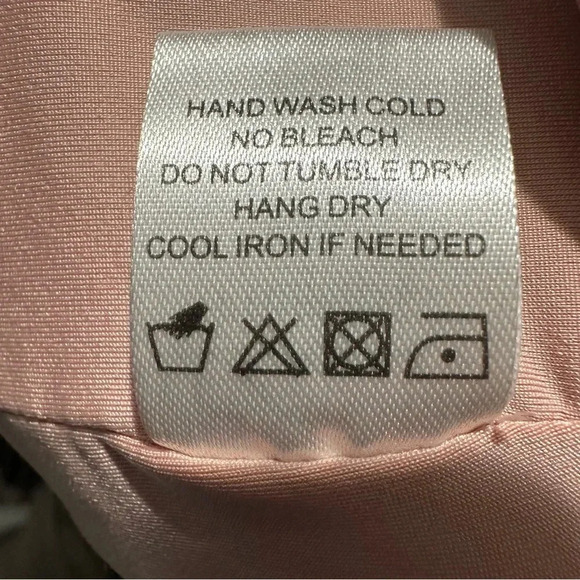 HAND WASH COLD
NO BLEACH
DO NOT TUMBLE DRY
HANG DRY
COOL IRON IF NEEDED